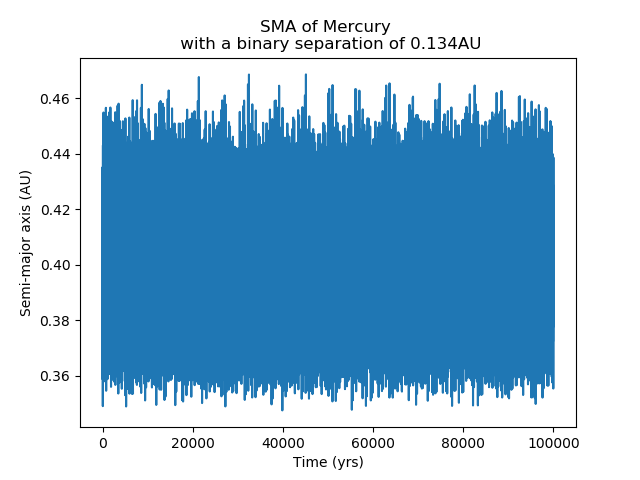 SMA of Mercury
with a binary separation of 0.134AU
Semi-major axis (AU)
0.46
0.44
0.42
0.40
0.38
0.36
0 20000 40000 60000 80000 100000
Time (yrs)